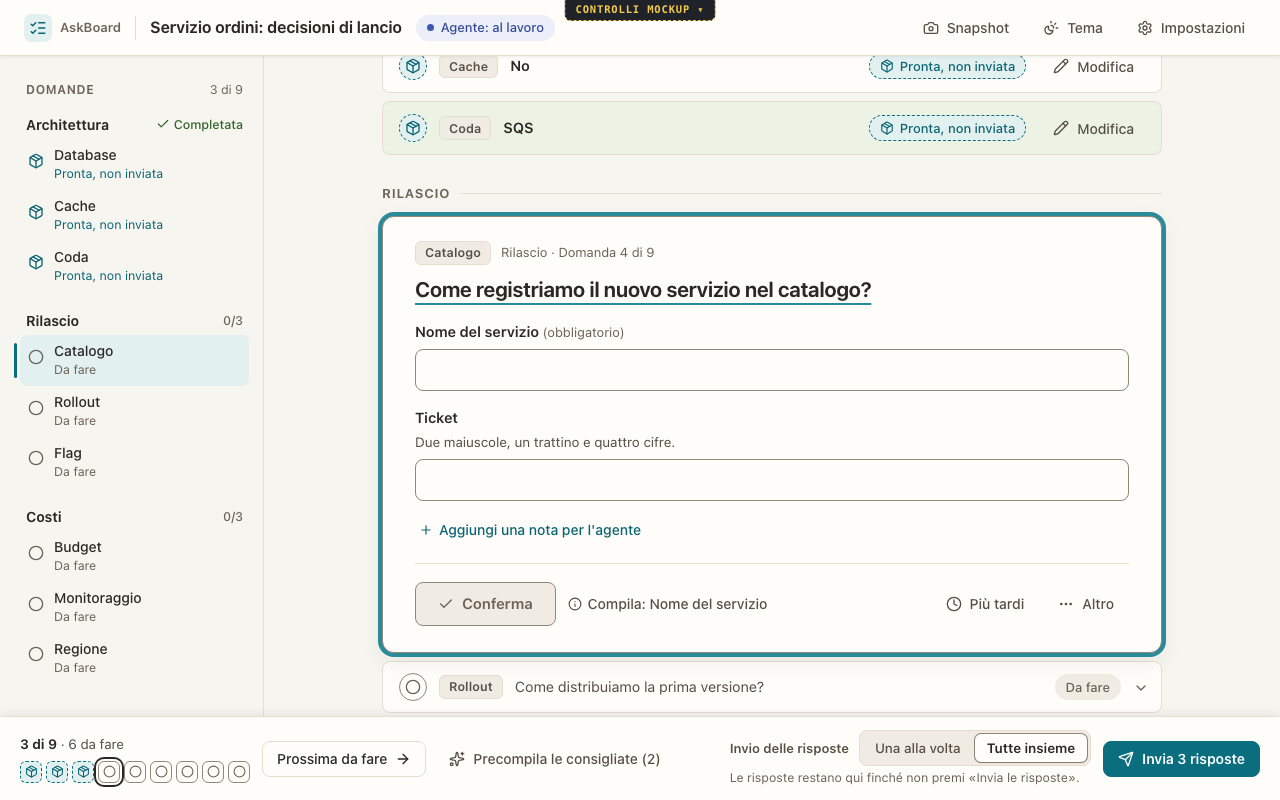 CONTROLLI MOCKUP ▾
AskBoard
Servizio ordini: decisioni di lancio
Agente: al lavoro
Snapshot
Tema
Impostazioni
DOMANDE
3 di 9
Architettura
Completata
Database
Pronta, non inviata
Cache
Pronta, non inviata
Coda
Pronta, non inviata
Rilascio
0/3
Catalogo
Da fare
Rollout
Da fare
Flag
Da fare
Costi
0/3
Budget
Da fare
Monitoraggio
Da fare
Regione
Da fare
Cache
No
Pronta, non inviata
Modifica
Coda
SQS
Pronta, non inviata
Modifica
RILASCIO
Catalogo
Rilascio · Domanda 4 di 9
Come registriamo il nuovo servizio nel catalogo?
Nome del servizio (obbligatorio)
Ticket
Due maiuscole, un trattino e quattro cifre.
Aggiungi una nota per l'agente
Conferma
Compila: Nome del servizio
Più tardi
Altro
Rollout
Come distribuiamo la prima versione?
Da fare
3 di 9 · 6 da fare
Prossima da fare
Precompila le consigliate (2)
Invio delle risposte
Una alla volta
Tutte insieme
Le risposte restano qui finché non premi «Invia le risposte».
Invia 3 risposte